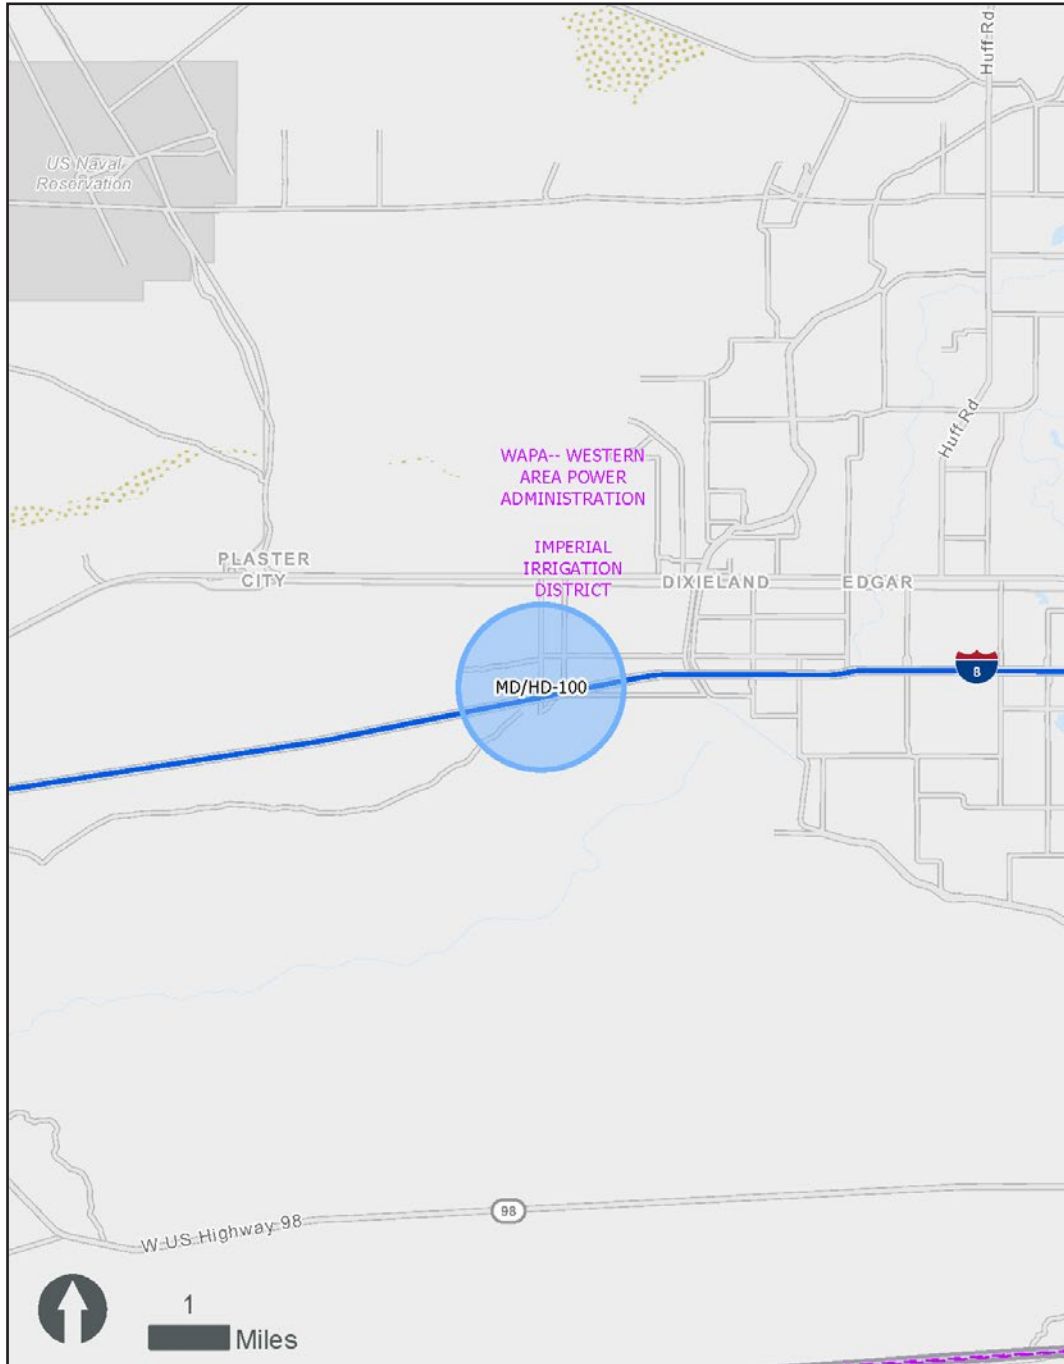 Huff Rd
US Naval
Reservation
Huff Rd
WAPA-- WESTERN
AREA POWER
ADMINISTRATION
IMPERIAL
IRRIGATION
DISTRICT
PLASTER
CITY
DIXIELAND
EDGAR
8
MD/HD-100
98
W US Highway 98
1
Miles